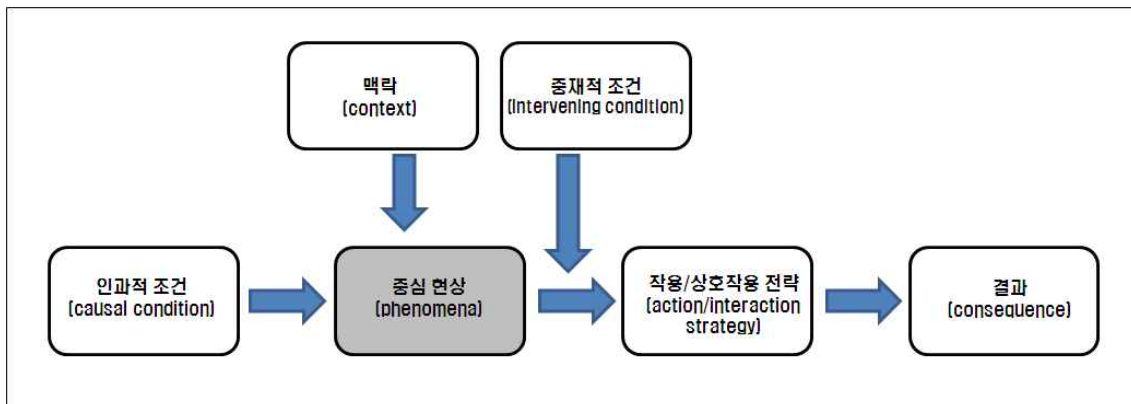 맥락
(context)
중재적 조건
(intervening condition)
인과적 조건
(causal condition)
중심 현상
(phenomena)
작용/상호작용 전략
(action/interaction
strategy)
결과
(consequence)